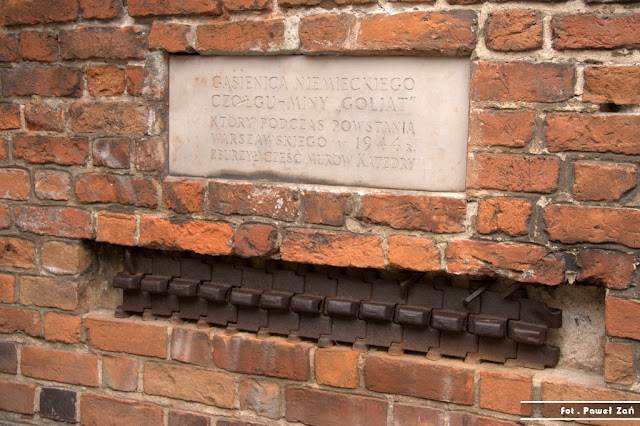 GĄSIENICA NIEMIECKIEGO
CZOŁGU-MINY „GOLIAT”
KTÓRY PODCZAS POWSTANIA
WARSZAWSKIEGO W 1944 R.
ZBURZYŁ CZĘŚĆ MURÓW KATEDRY
Fot. Paweł Zań